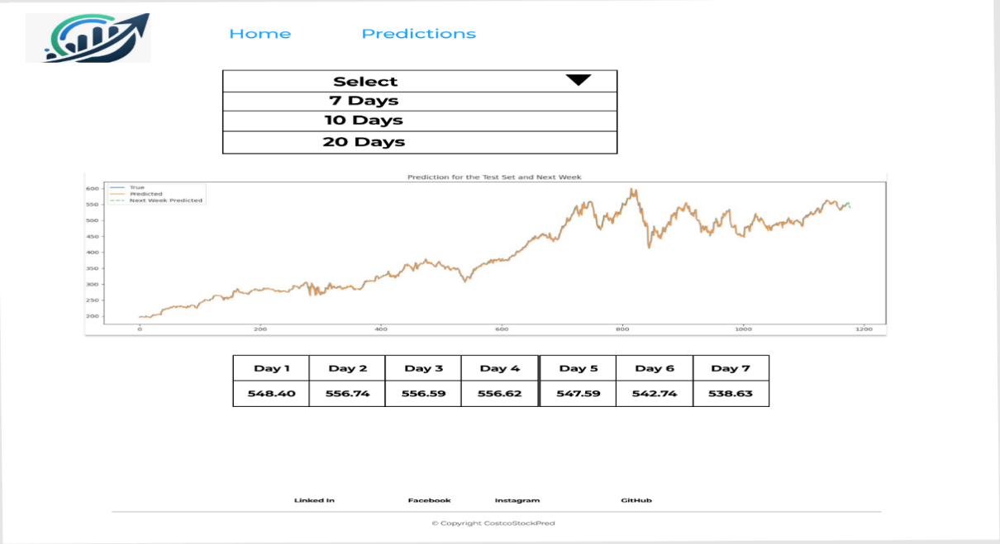 Home Predictions
Select
7 Days
10 Days
20 Days
Prediction for the Test Set and Next Week
True
Predicted
Next Week Predicted
600
550
500
450
400
350
300
250
200
0 200 400 600 800 1000 1200
Day 1 Day 2 Day 3 Day 4 Day 5 Day 6 Day 7
548.40 556.74 556.59 556.62 547.59 542.74 538.63
Linked In Facebook Instagram GitHub
© Copyright CostcoStockPred